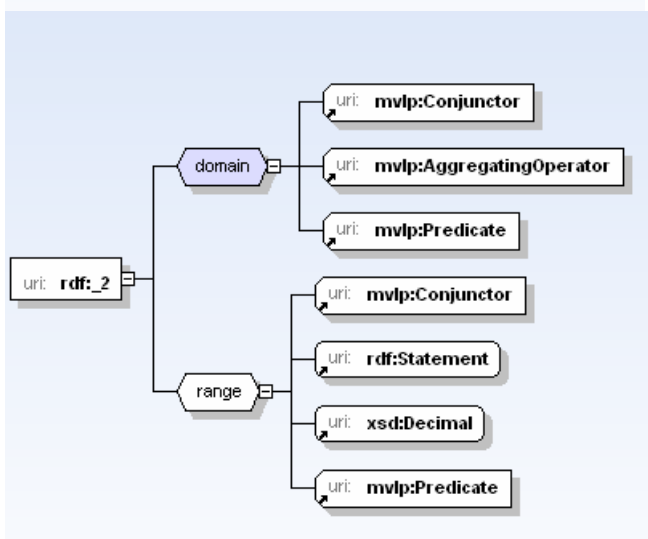 uri: mvlp:Conjunctor
domain
uri: mvlp:AggregatingOperator
uri: mvlp:Predicate
uri: rdf:_2
uri: mvlp:Conjunctor
uri: rdf:Statement
range
uri: xsd:Decimal
uri: mvlp:Predicate